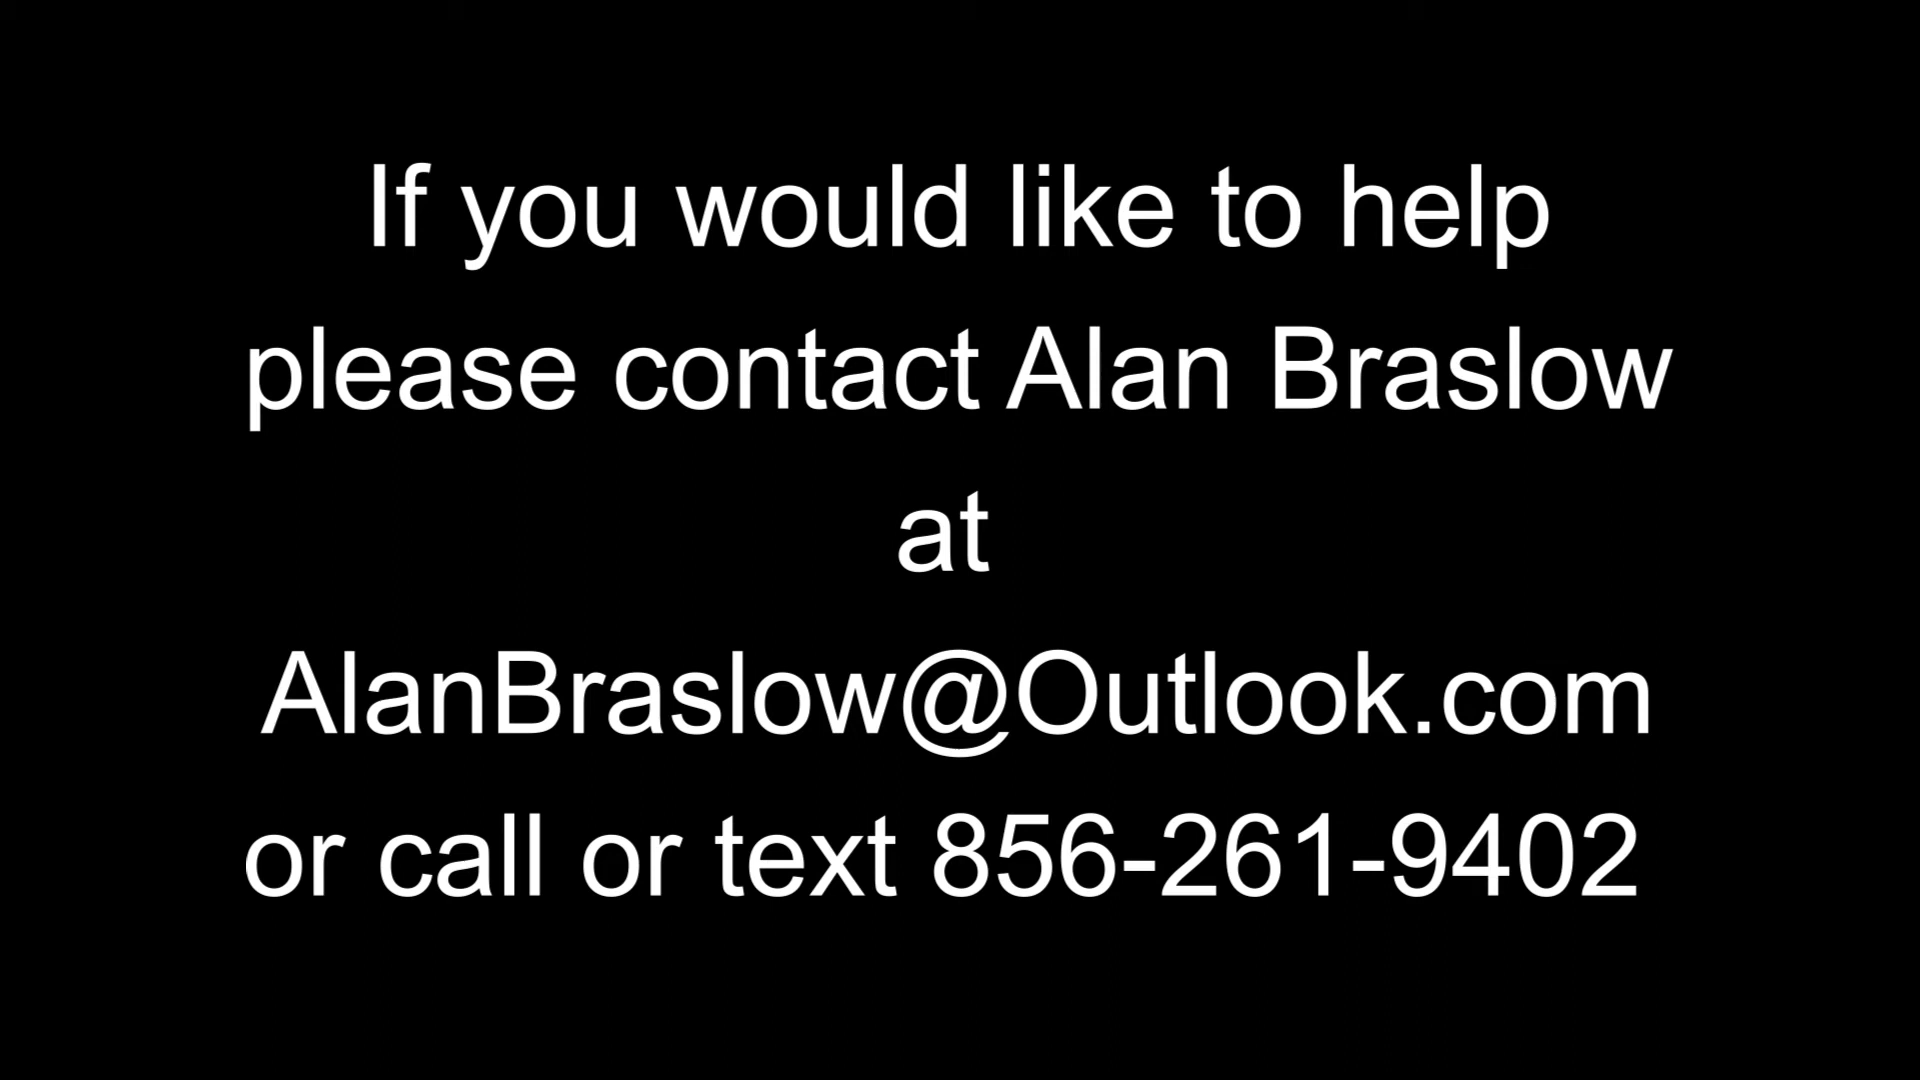 If you would like to help
please contact Alan Braslow
at
AlanBraslow@Outlook.com
or call or text 856-261-9402